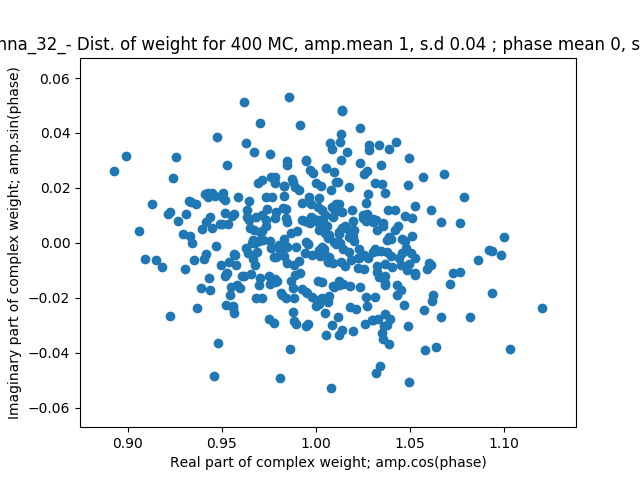 nna_32_- Dist. of weight for 400 MC, amp.mean 1, s.d 0.04 ; phase mean 0, s
Imaginary part of complex weight; amp.sin(phase)
0.06
0.04
0.02
0.00
−0.02
−0.04
−0.06
0.90 0.95 1.00 1.05 1.10
Real part of complex weight; amp.cos(phase)